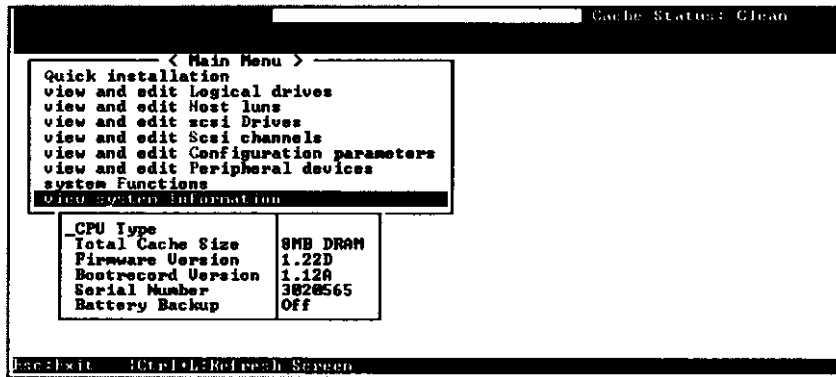 Cache Status: Clean
< Main Menu >
Quick installation
view and edit Logical drives
view and edit Host luns
view and edit scsi Drives
view and edit Scsi channels
view and edit Configuration parameters
view and edit Peripheral devices
system Functions
view system Information
CPU Type
Total Cache Size 8MB DRAM
Firmware Version 1.22D
Bootrecord Version 1.12A
Serial Number 3020565
Battery Backup Off
Esc:Exit |Ctrl+L:Refresh Screen